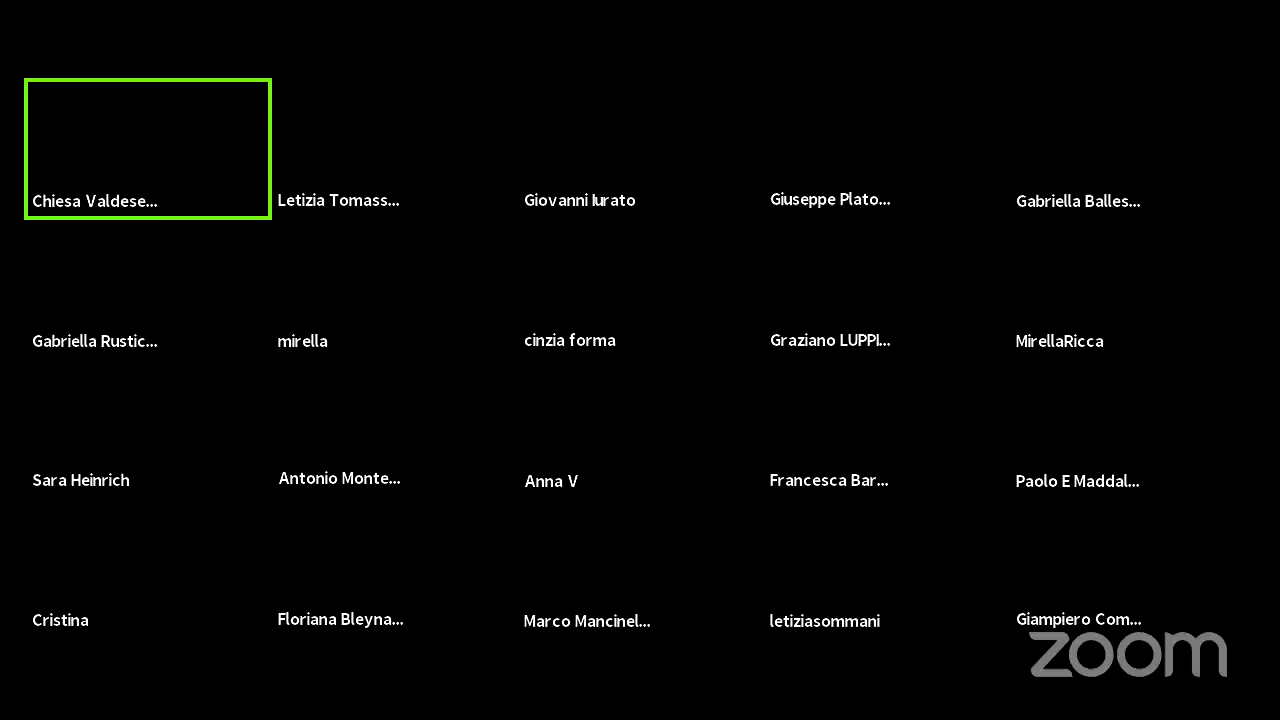 Chiesa Valdese...
Letizia Tomass...
Giovanni Iurato
Giuseppe Plato...
Gabriella Balles...
Gabriella Rustic...
mirella
cinzia forma
Graziano LUPPI...
MirellaRicca
Sara Heinrich
Antonio Monte...
Anna V
Francesca Bar...
Paolo E Maddal...
Cristina
Floriana Bleyna...
Marco Mancinel...
letiziasommani
Giampiero Com...
zoom